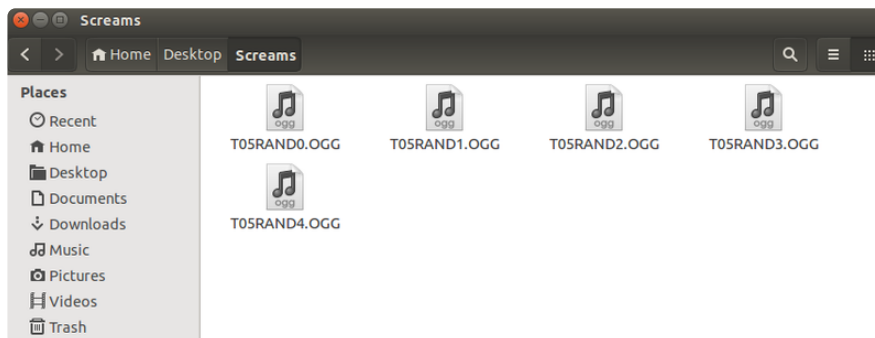 Screams
Home Desktop Screams
Places
Recent
Home
Desktop
Documents
Downloads
Music
Pictures
Videos
Trash
ogg ogg ogg ogg
T05RAND0.OGG T05RAND1.OGG T05RAND2.OGG T05RAND3.OGG
ogg
T05RAND4.OGG